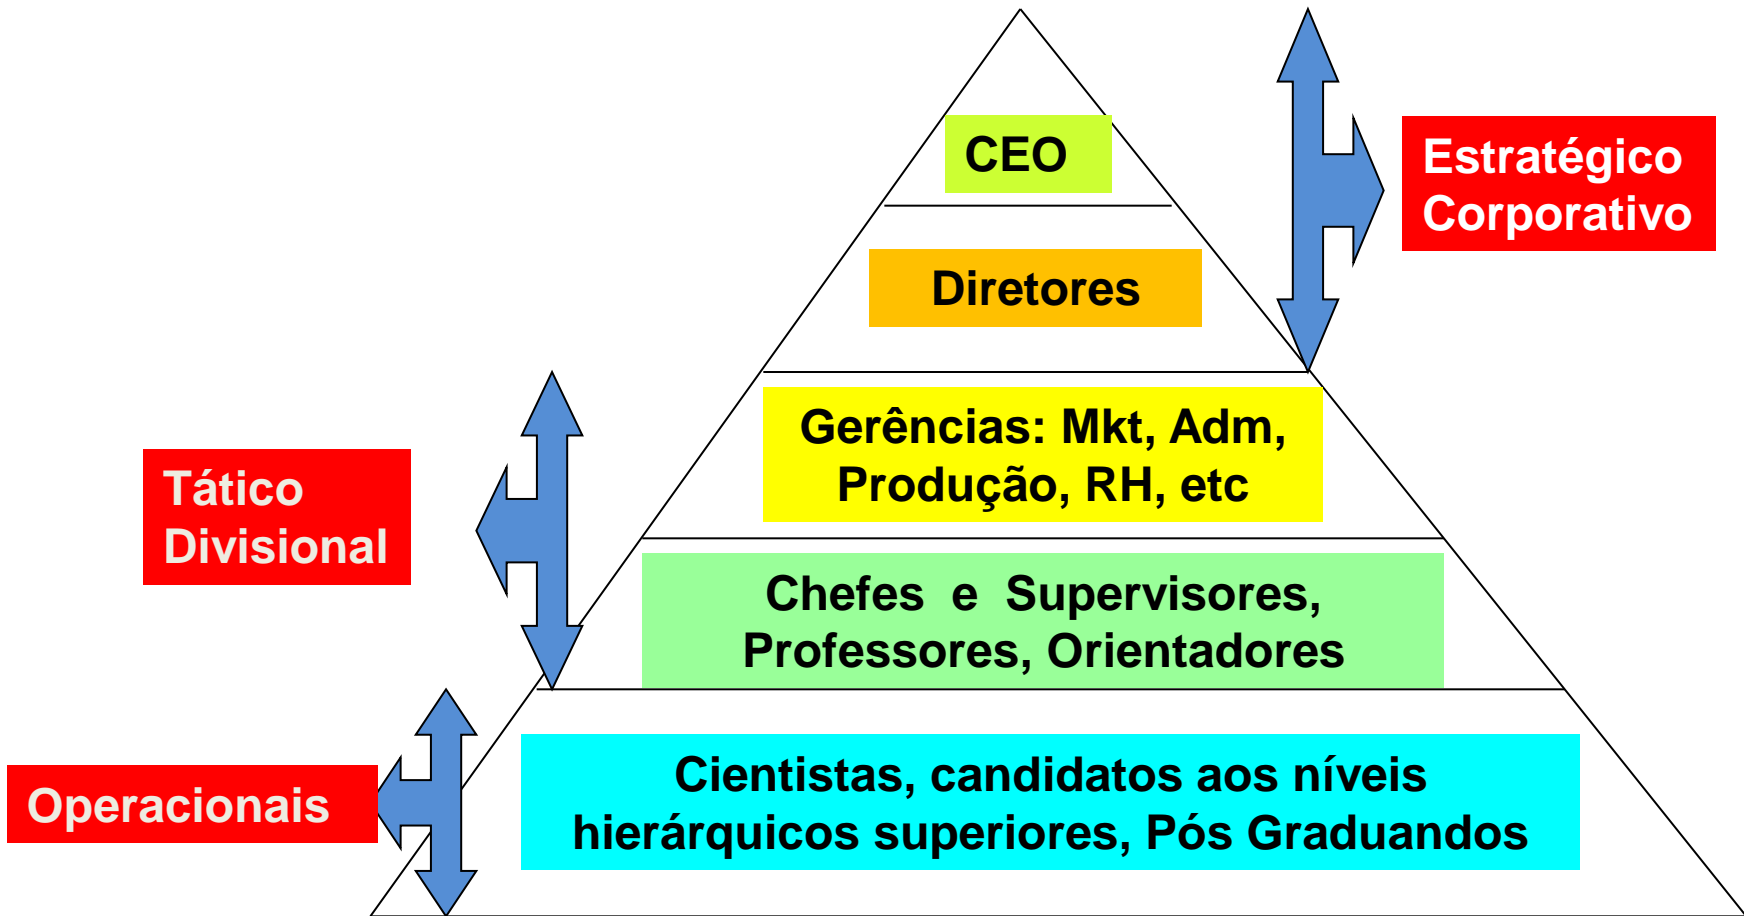 CEO
Estratégico
Corporativo
Diretores
Gerências: Mkt, Adm,
Produção, RH, etc
Tático
Divisional
Chefes e Supervisores,
Professores, Orientadores
Cientistas, candidatos aos níveis
hierárquicos superiores, Pós Graduandos
Operacionais